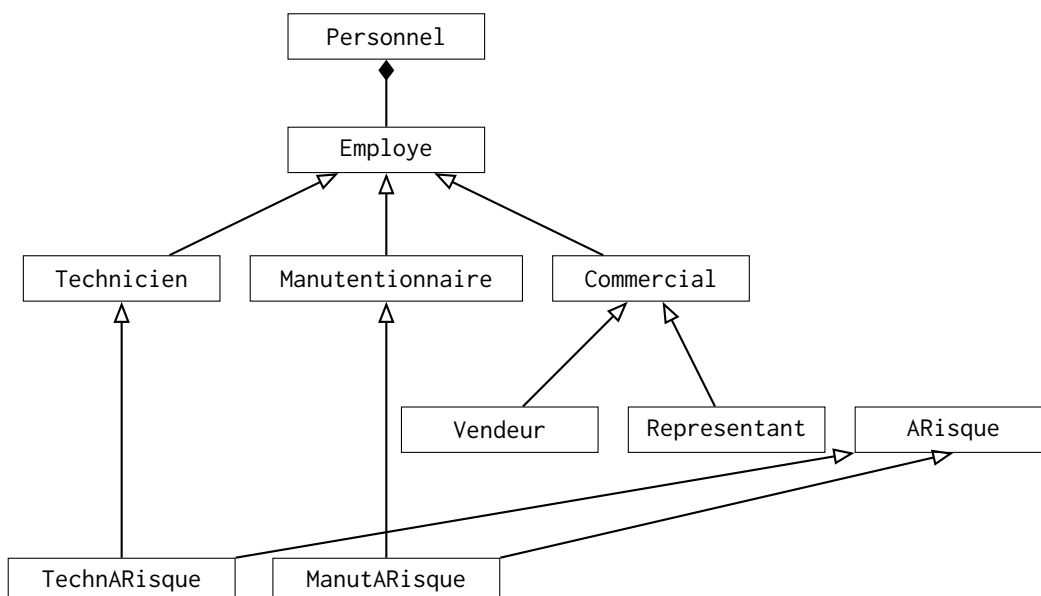 Personnel
Employe
Technicien
Manutentionnaire
Commercial
Vendeur
Representant
ARisque
TechnARisque
ManutARisque